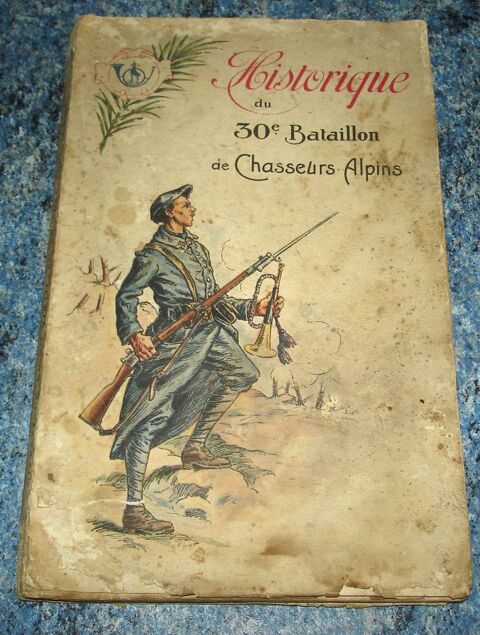 Historique
du
30e Bataillon
de Chasseurs Alpins